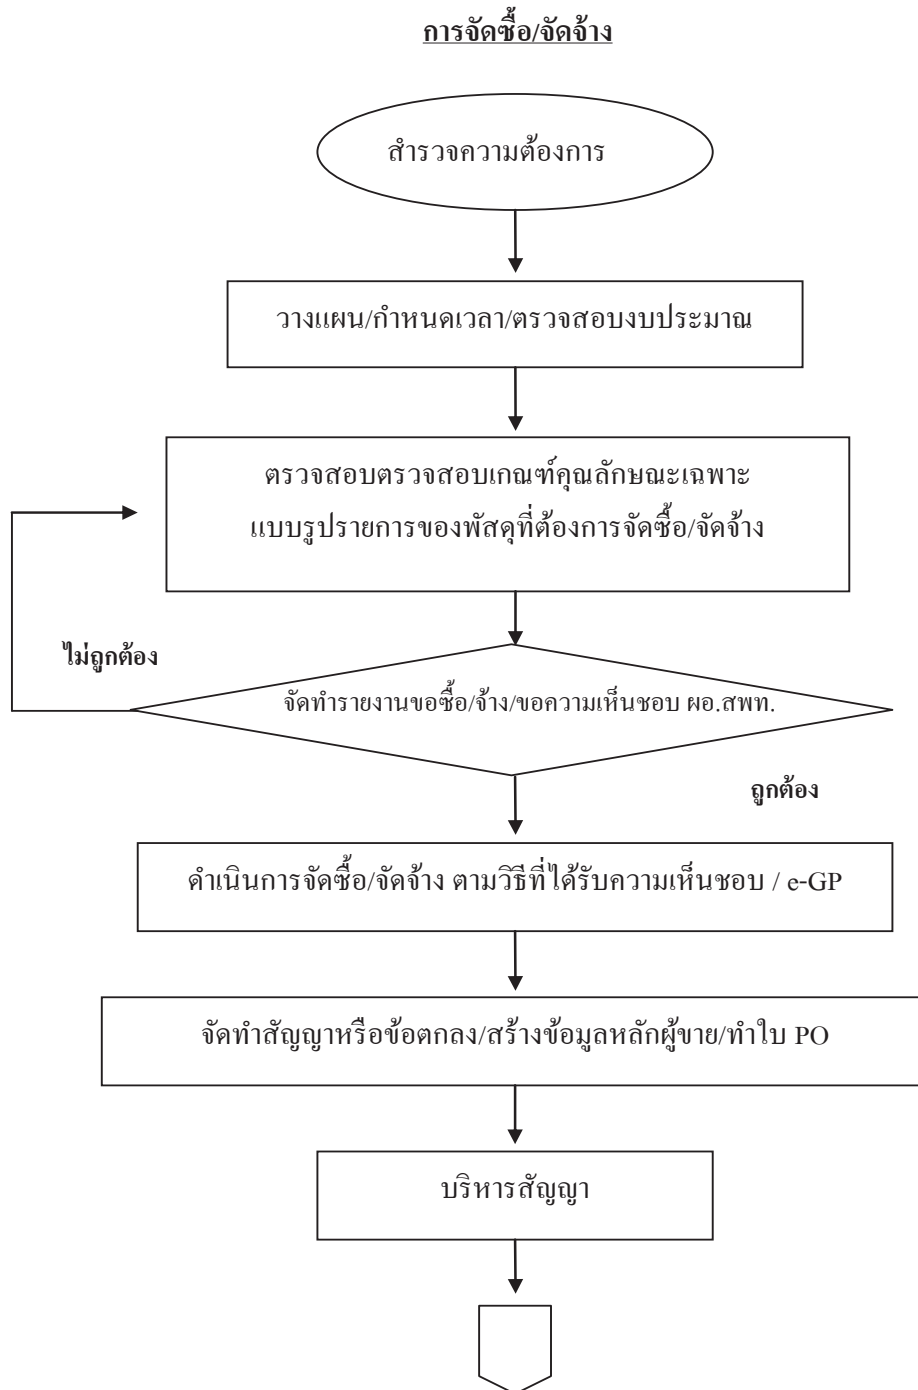 การจัดซื้อ/จัดจ้าง
สำรวจความต้องการ
วางแผน/กำหนดเวลา/ตรวจสอบงบประมาณ
ตรวจสอบตรวจสอบเกณฑ์คุณลักษณะเฉพาะ
แบบรูปรายการของพัสดุที่ต้องการจัดซื้อ/จัดจ้าง
ไม่ถูกต้อง
จัดทำรายงานขอซื้อ/จ้าง/ขอความเห็นชอบ ผอ.สพท.
ถูกต้อง
ดำเนินการจัดซื้อ/จัดจ้าง ตามวิธีที่ได้รับความเห็นชอบ / e-GP
จัดทำสัญญาหรือข้อตกลง/สร้างข้อมูลหลักผู้ขาย/ทำใบ PO
บริหารสัญญา